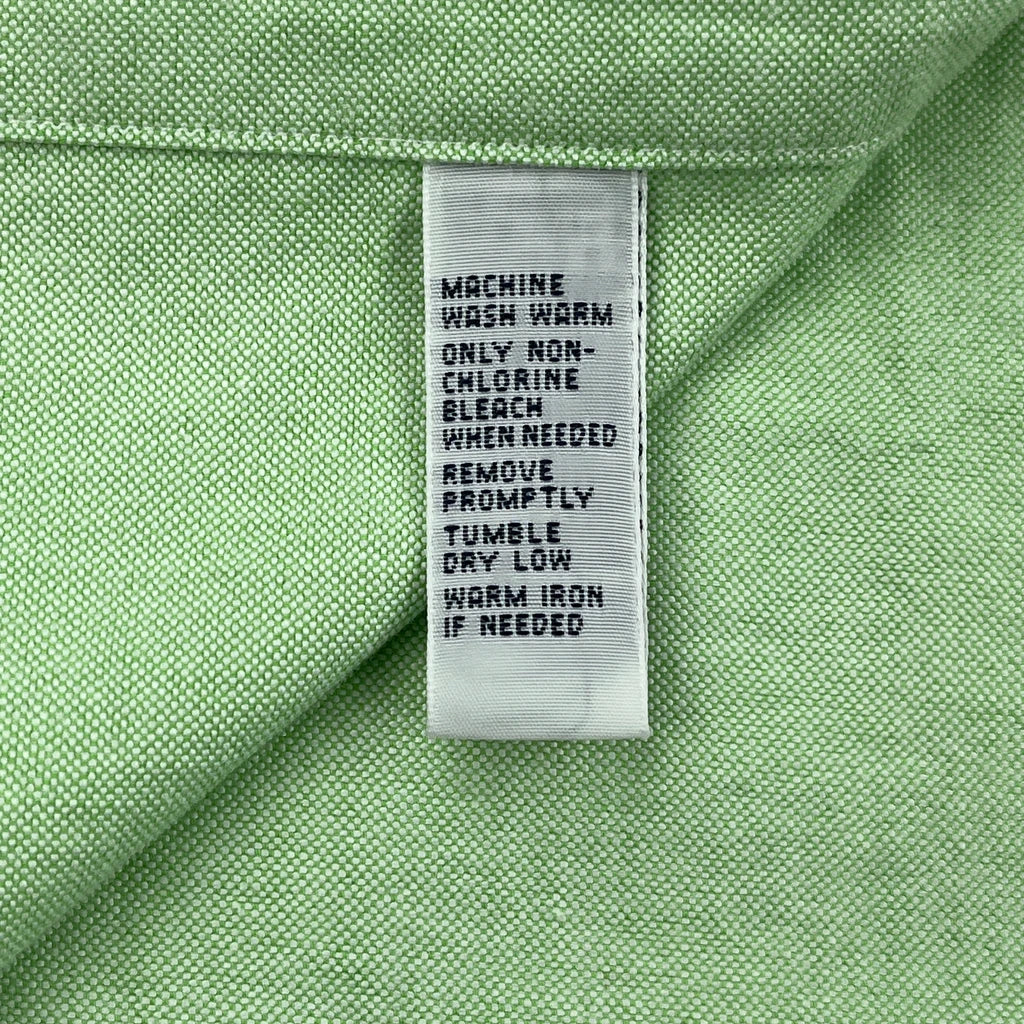 MACHINE
WASH WARM
ONLY NON-
CHLORINE
BLEACH
WHEN NEEDED
REMOVE
PROMPTLY
TUMBLE
DRY LOW
WARM IRON
IF NEEDED